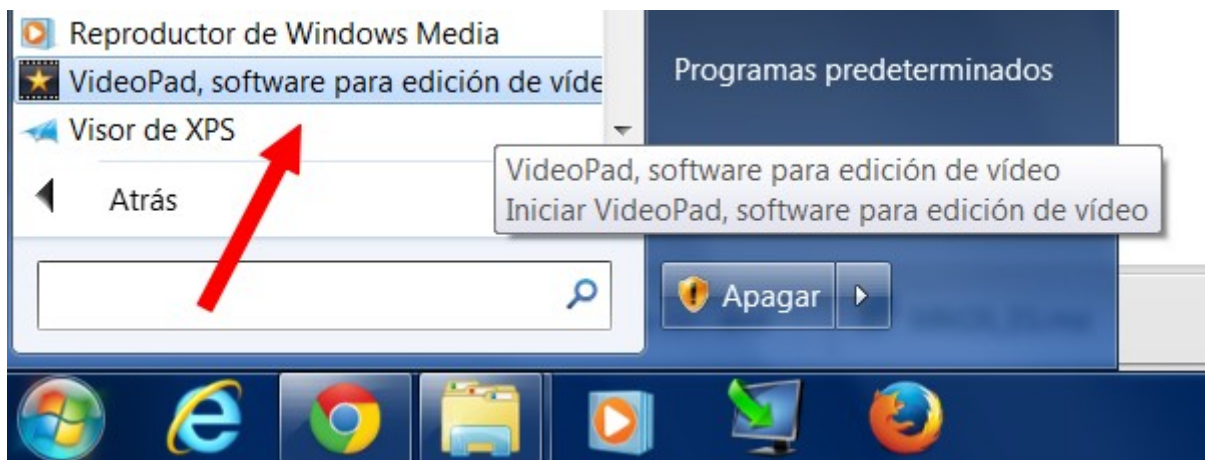 Reproductor de Windows Media
VideoPad, software para edición de víde
Visor de XPS
Atrás
Programas predeterminados
VideoPad, software para edición de vídeo
Iniciar VideoPad, software para edición de vídeo
Apagar